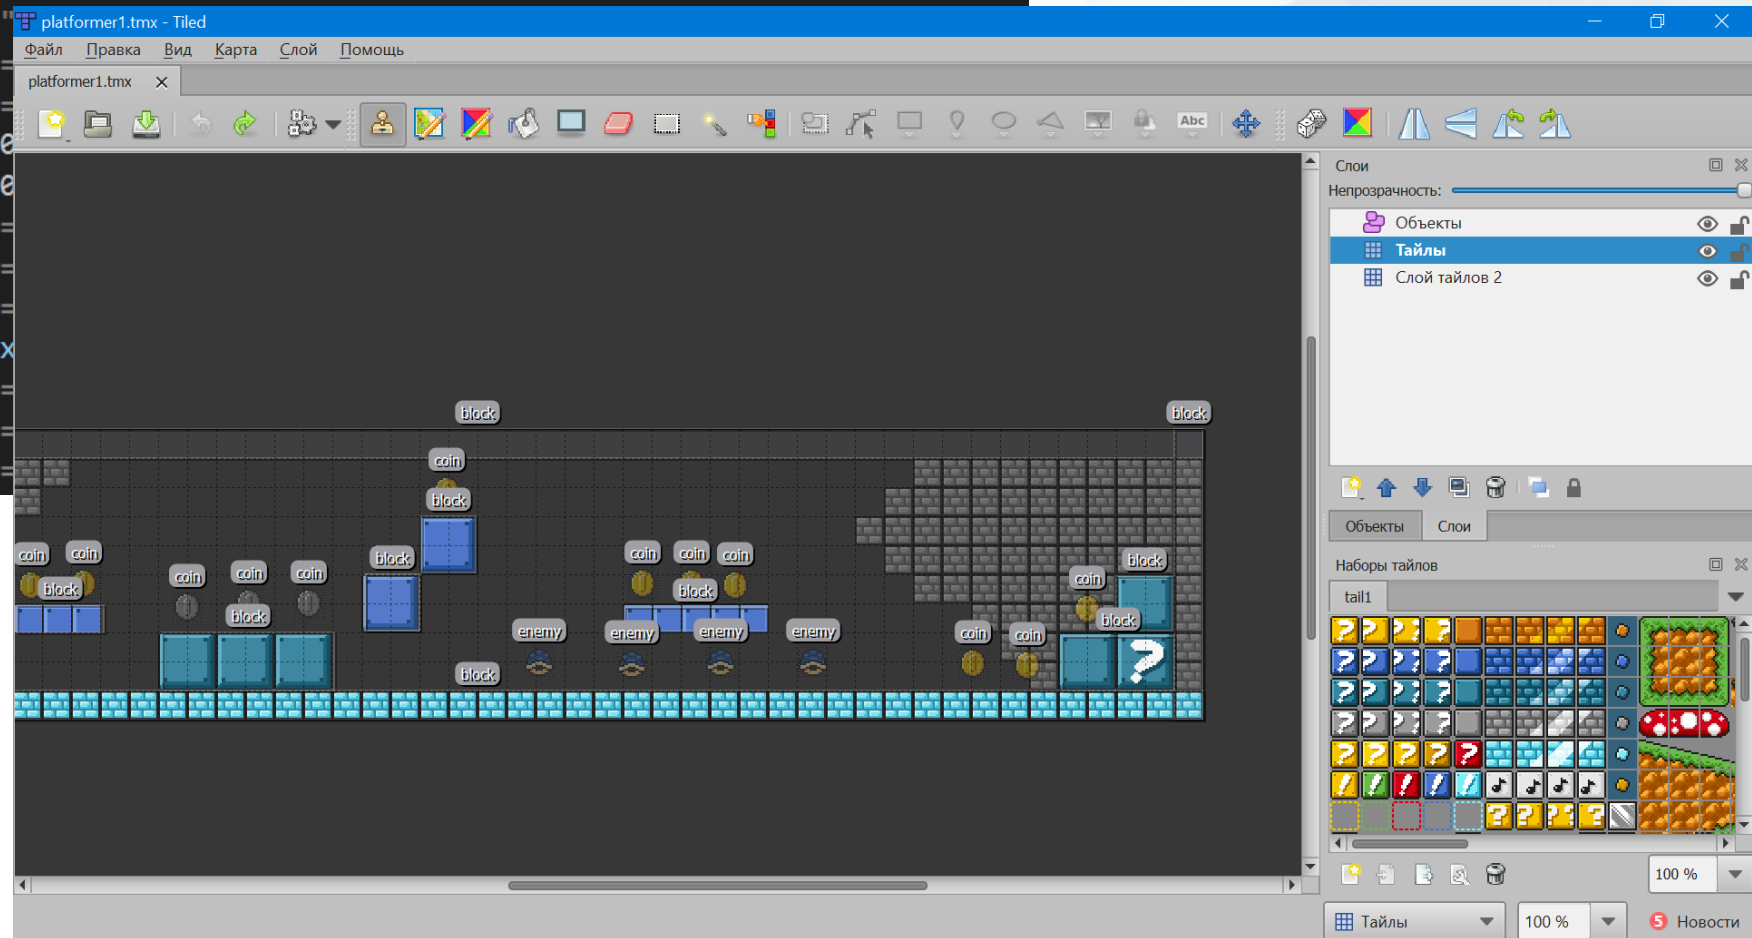 platformer1.tmx - Tiled
Файл Правка Вид Карта Слой Помощь
platformer1.tmx
Abc
Слои
Непрозрачность:
Объекты
Тайлы
Слой тайлов 2
Объекты Слои
Наборы тайлов
tail1
block block
coin
block
coin coin
block
coin coin coin
block
block
coin coin coin
block
enemy enemy enemy enemy
block
block
coin
block
coin coin
100 %
Тайлы 100 % 5 Новости